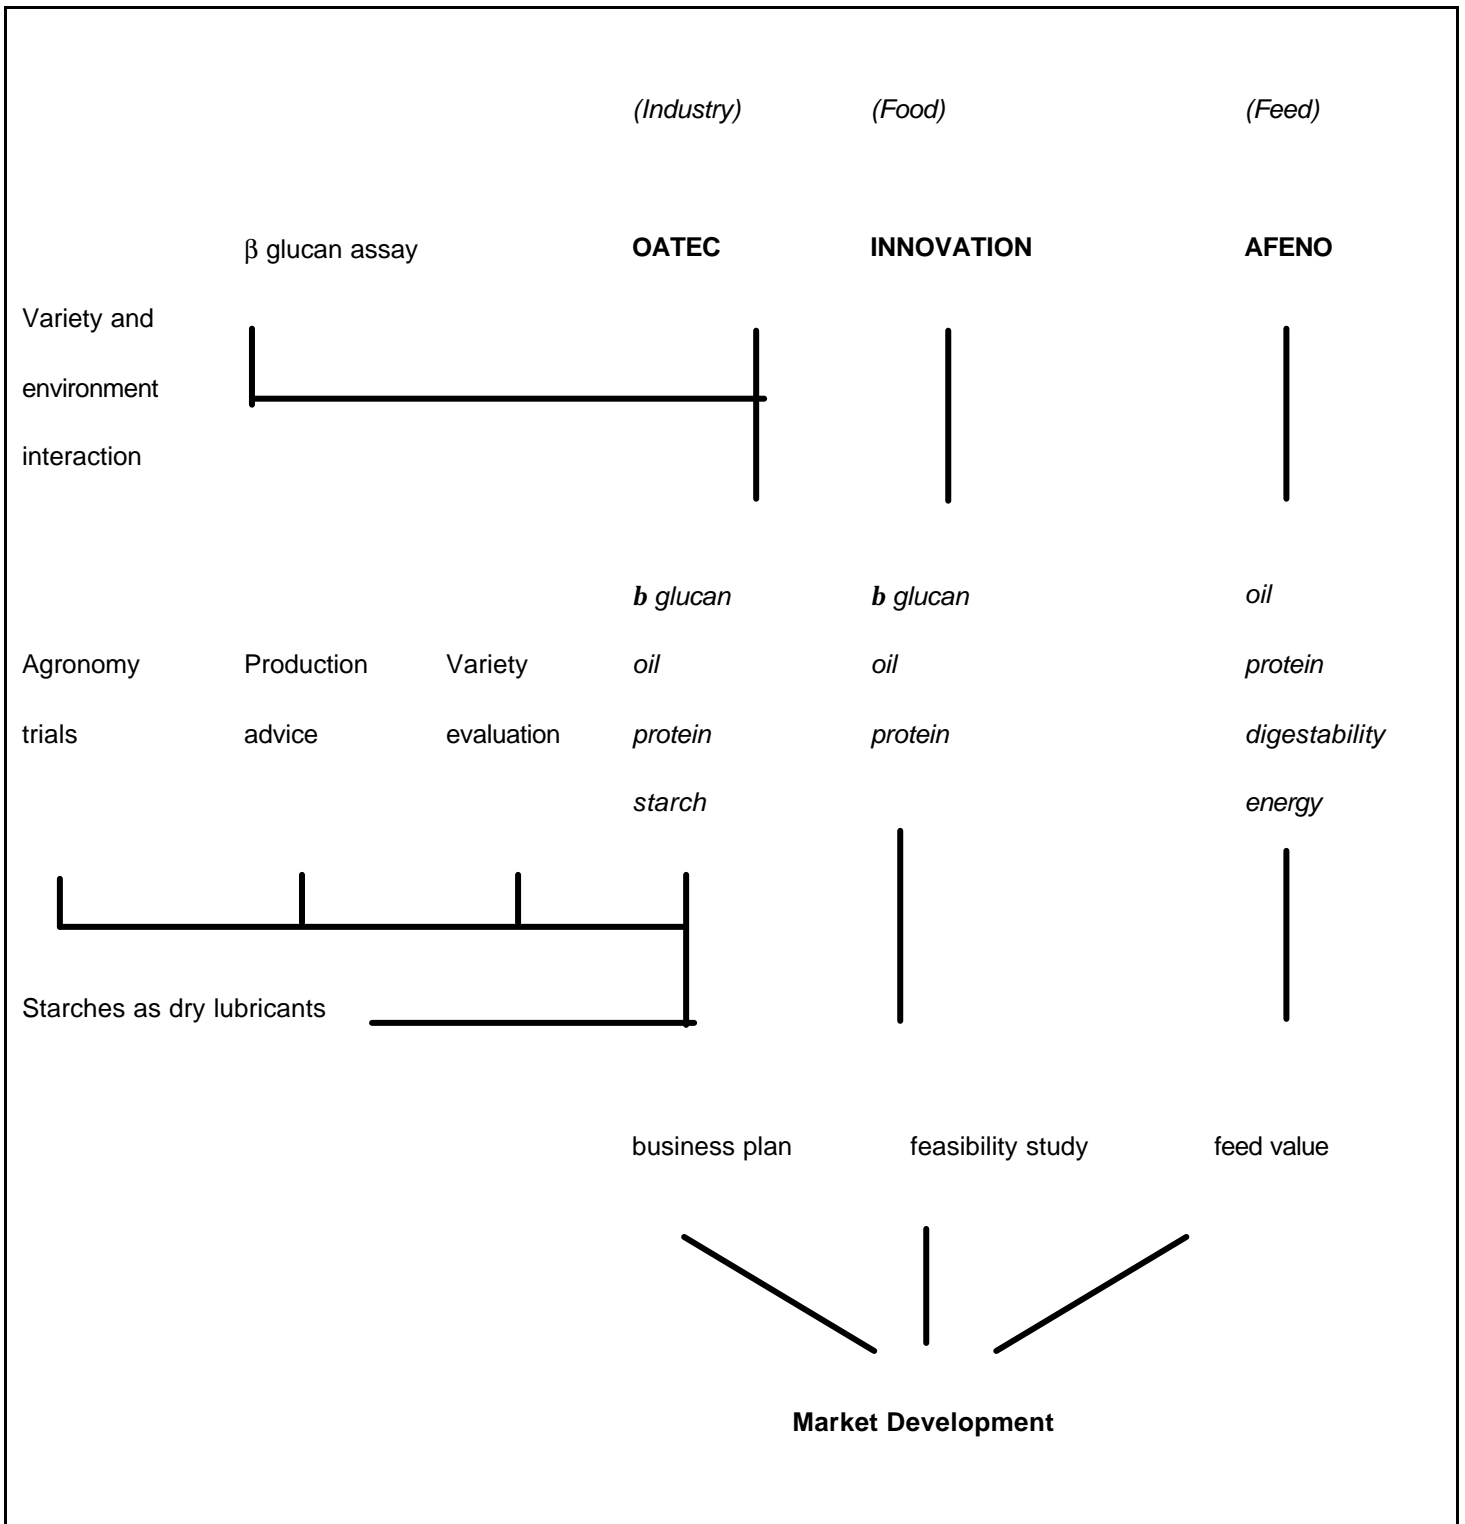 (Industry) (Food) (Feed)
β glucan assay OATEC INNOVATION AFENO
Variety and
environment
interaction
b glucan b glucan oil
Agronomy Production Variety oil oil protein
trials advice evaluation protein protein digestability
starch energy
Starches as dry lubricants
business plan feasibility study feed value
Market Development